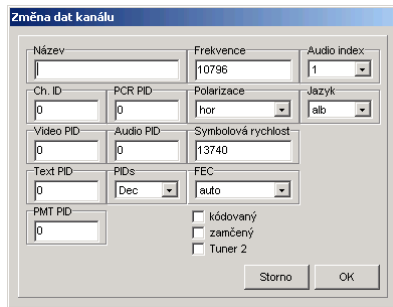 Změna dat kanálu
Název Frekvence Audio index
10796 1
Ch. ID PCR PID Polarizace Jazyk
0 0 hor alb
Video PID Audio PID Symbolová rychlost
0 0 13740
Text PID PIDs FEC
0 Dec auto
PMT PID
0
kódovaný
zamčený
Tuner 2
Storno OK